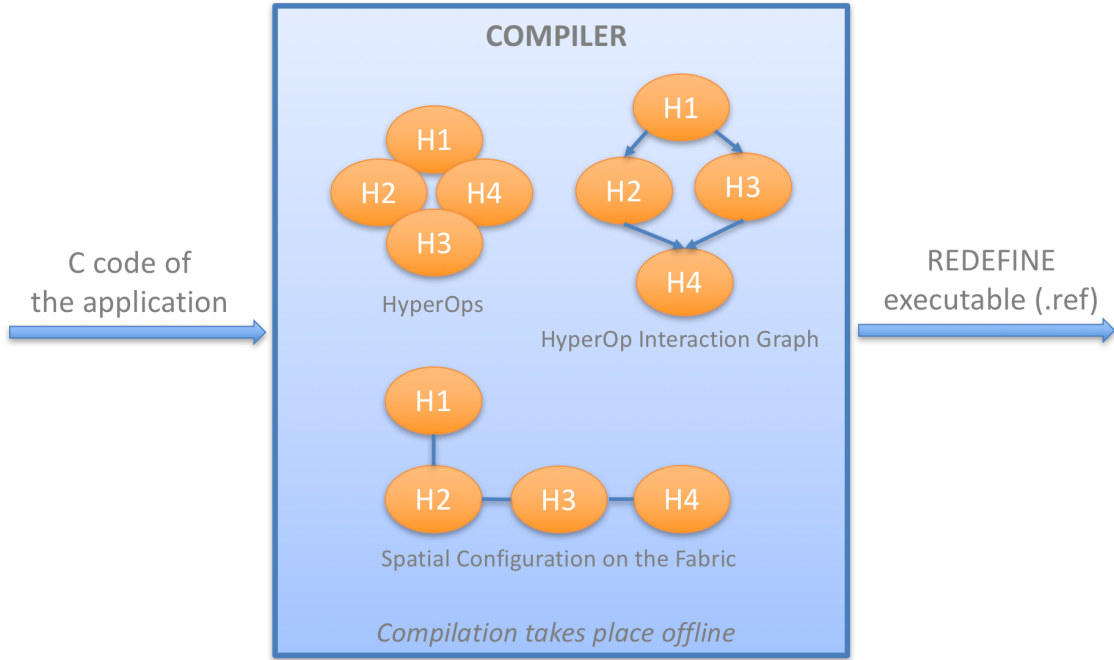 COMPILER
C code of
the application
H1
H2
H4
H3
HyperOps
H1
H2
H3
H4
HyperOp Interaction Graph
H1
H2
H3
H4
Spatial Configuration on the Fabric
Compilation takes place offline
REDEFINE
executable (.ref)